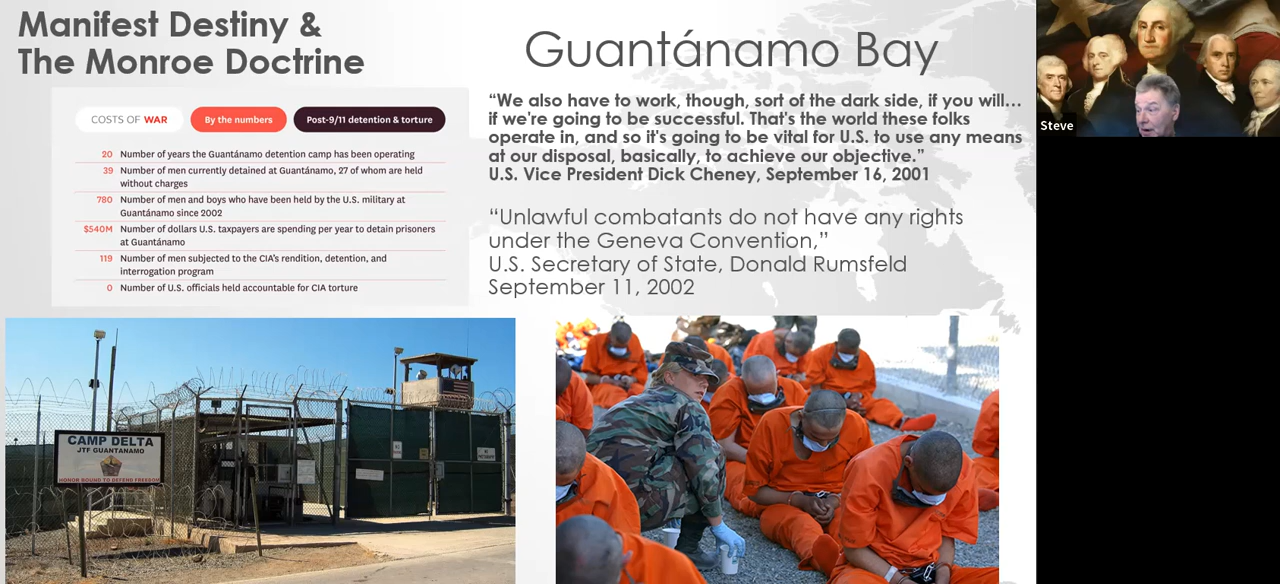 Manifest Destiny &
The Monroe Doctrine
COSTS OF WAR
By the numbers
Post-9/11 detention & torture
20 Number of years the Guantánamo detention camp has been operating
39 Number of men currently detained at Guantánamo, 27 of whom are held
without charges
780 Number of men and boys who have been held by the U.S. military at
Guantánamo since 2002
$540M Number of dollars U.S. taxpayers are spending per year to detain prisoners
at Guantánamo
119 Number of men subjected to the CIA's rendition, detention, and
interrogation program
0 Number of U.S. officials held accountable for CIA torture
Guantánamo Bay
“We also have to work, though, sort of the dark side, if you will…
if we're going to be successful. That's the world these folks
operate in, and so it's going to be vital for U.S. to use any means
at our disposal, basically, to achieve our objective.”
U.S. Vice President Dick Cheney, September 16, 2001
“Unlawful combatants do not have any rights
under the Geneva Convention,”
U.S. Secretary of State, Donald Rumsfeld
September 11, 2002
CAMP DELTA
JTF GUANTANAMO
HONOR BOUND TO DEFEND FREEDOM
Steve